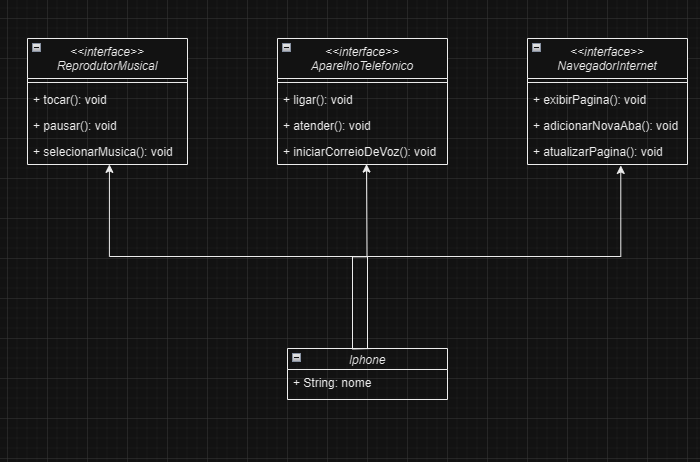 <<interface>>
ReprodutorMusical
+ tocar(): void
+ pausar(): void
+ selecionarMusica(): void
<<interface>>
AparelhoTelefonico
+ ligar(): void
+ atender(): void
+ iniciarCorreioDeVoz(): void
<<interface>>
NavegadorInternet
+ exibirPagina(): void
+ adicionarNovaAba(): void
+ atualizarPagina(): void
Iphone
+ String: nome